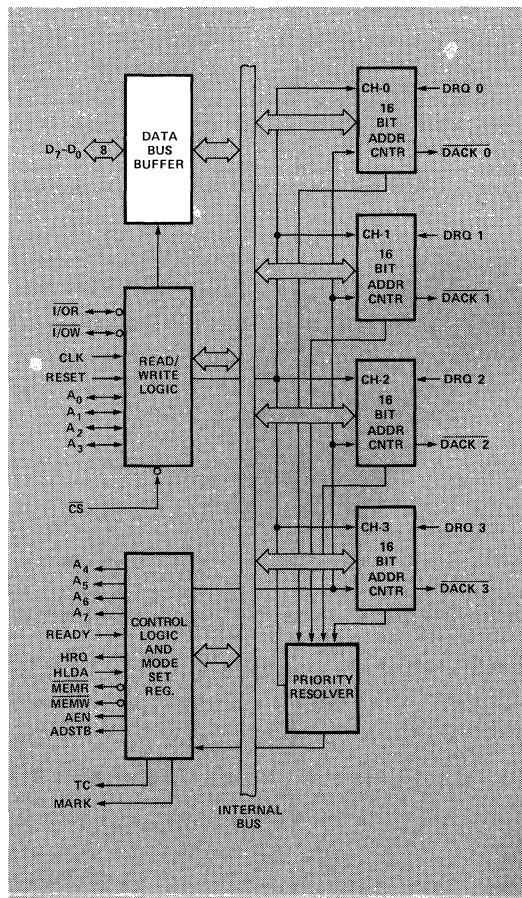 DATA
BUS
BUFFER
D7-D0
8
I/OR
I/OW
CLK
RESET
A0
A1
A2
A3
READ/
WRITE
LOGIC
CS
A4
A5
A6
A7
READY
HRQ
HLDA
MEMR
MEMW
AEN
ADSTB
CONTROL
LOGIC
AND
MODE
SET
REG.
TC
MARK
INTERNAL
BUS
CH-0
16
BIT
ADDR
CNTR
DRQ 0
DACK 0
CH-1
16
BIT
ADDR
CNTR
DRQ 1
DACK 1
CH-2
16
BIT
ADDR
CNTR
DRQ 2
DACK 2
CH-3
16
BIT
ADDR
CNTR
DRQ 3
DACK 3
PRIORITY
RESOLVER